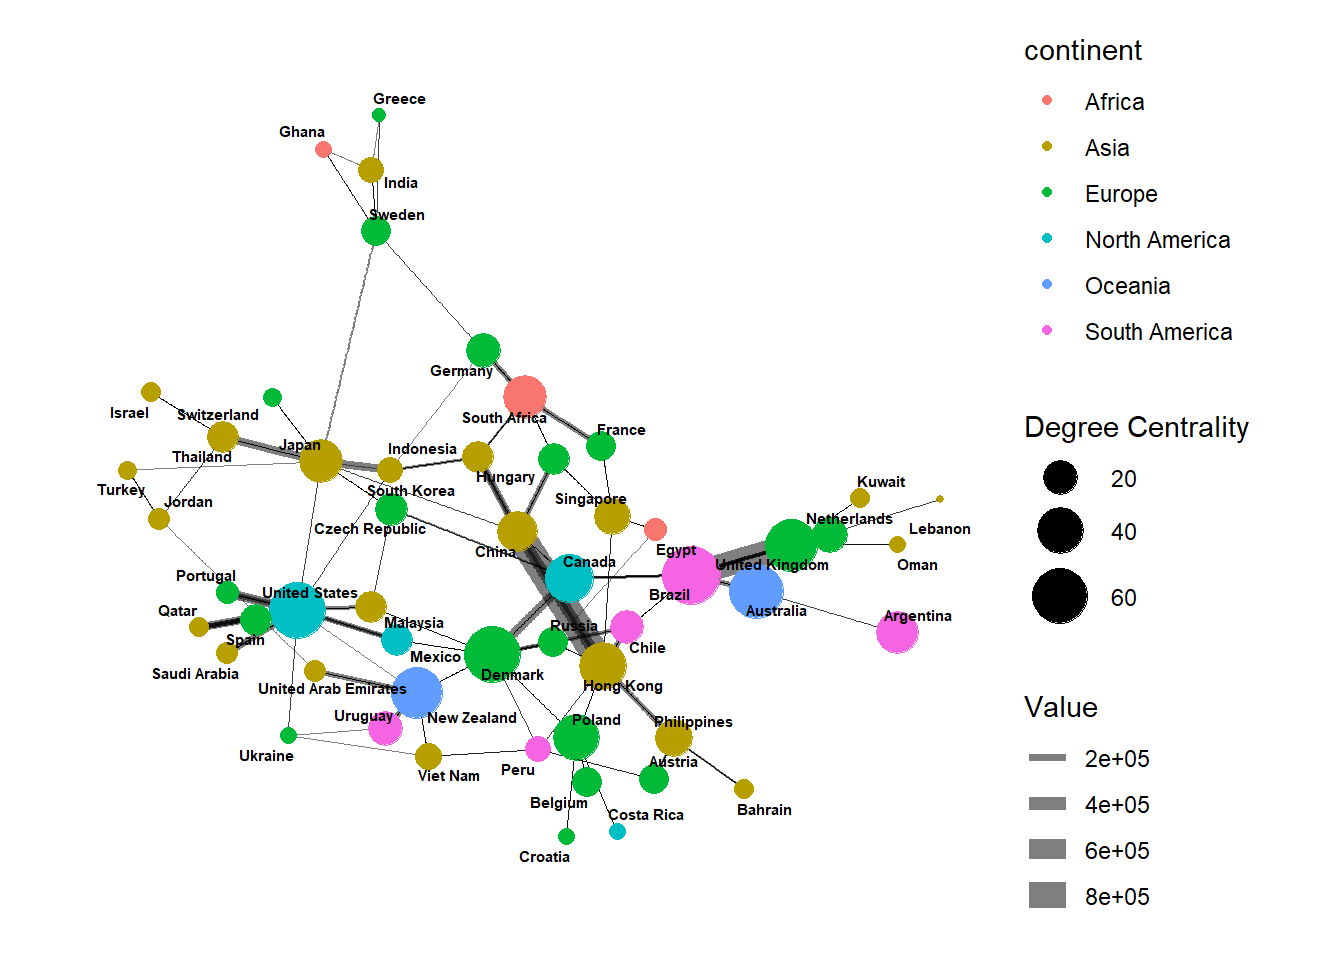 continent
Africa
Asia
Europe
North America
Oceania
South America
Degree Centrality
20
40
60
Value
2e+05
4e+05
6e+05
8e+05
Greece
Ghana
India
Sweden
Germany
Israel
Switzerland
South Africa
France
Japan
Indonesia
Thailand
Hungary
Kuwait
Turkey
South Korea
Jordan
Singapore
Netherlands
Czech Republic
Lebanon
China
Egypt
Canada
United Kingdom
Oman
Portugal
United States
Brazil
Qatar
Australia
Argentina
Malaysia
Spain
Russia
Chile
Mexico
Saudi Arabia
Denmark
United Arab Emirates
Hong Kong
Uruguay
New Zealand
Poland
Philippines
Ukraine
Austria
Peru
Viet Nam
Belgium
Bahrain
Costa Rica
Croatia